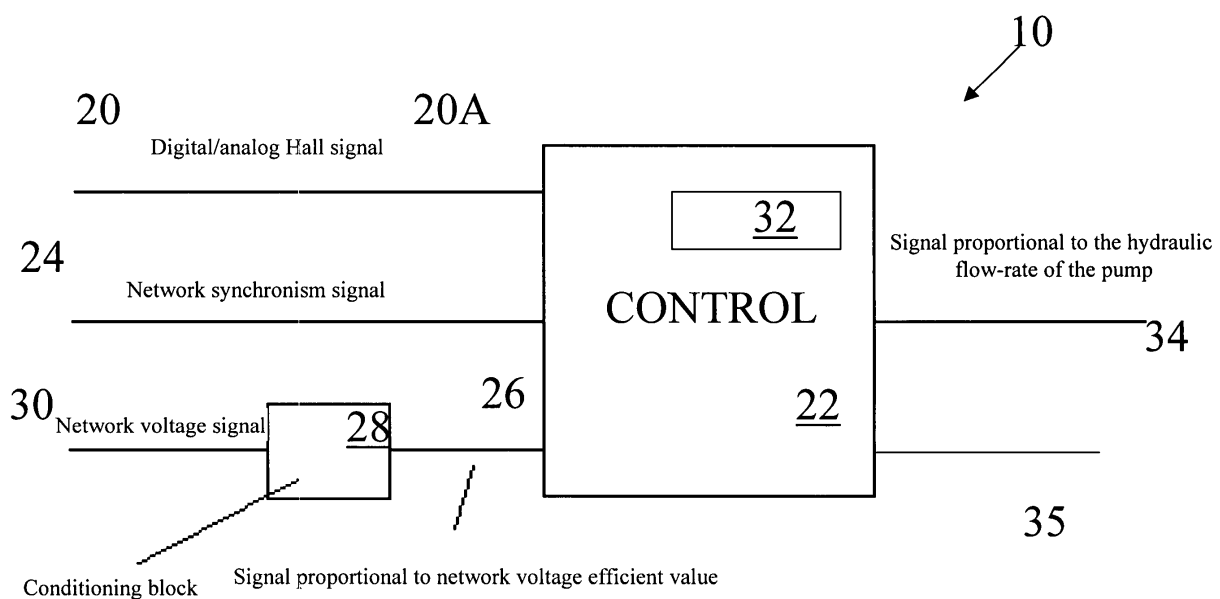 10
20
20A
Digital/analog Hall signal
32
24
Signal proportional to the hydraulic
flow-rate of the pump
Network synchronism signal
CONTROL
34
30
26
Network voltage signal
28
22
35
Conditioning block
Signal proportional to network voltage efficient value